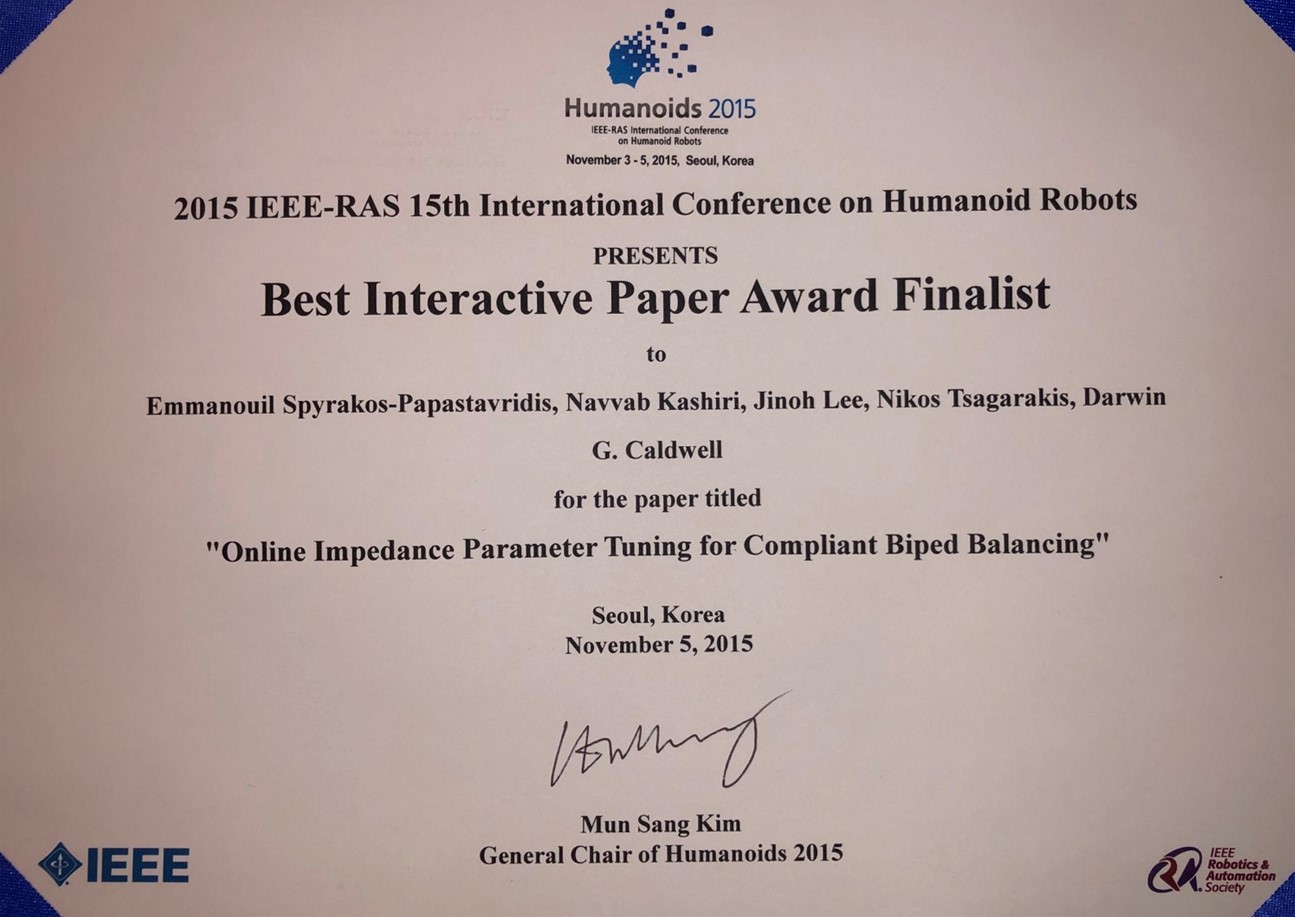 Humanoids 2015
IEEE-RAS International Conference
on Humanoid Robots
November 3 - 5, 2015, Seoul, Korea
2015 IEEE-RAS 15th International Conference on Humanoid Robots
PRESENTS
Best Interactive Paper Award Finalist
to
Emmanouil Spyrakos-Papastavridis, Navvab Kashiri, Jinoh Lee, Nikos Tsagarakis, Darwin
G. Caldwell
for the paper titled
"Online Impedance Parameter Tuning for Compliant Biped Balancing"
Seoul, Korea
November 5, 2015
Mun Sang Kim
General Chair of Humanoids 2015
IEEE
IEEE
Robotics &
Automation
Society